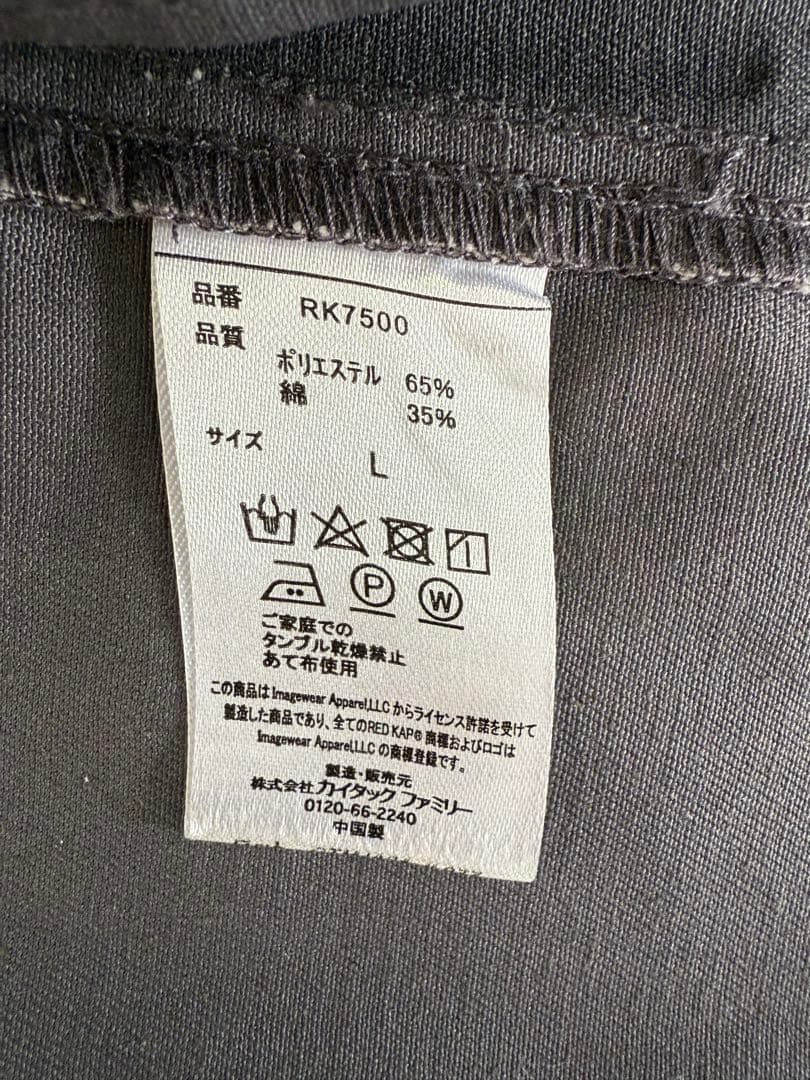 品番 RK7500
品質
ポリエステル 65%
綿 35%
サイズ
L
P W
ご家庭での
タンブル乾燥禁止
あて布使用
この商品はImagewear Apparel,LLCからライセンス許諾を受けて
製造した商品であり、全てのRED KAP® 商標およびロゴは
Imagewear Apparel,LLCの商標登録です。
製造・販売元
株式会社カイタックファミリー
0120-66-2240
中国製